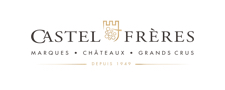 CASTEL FRÈRES
MARQUES • CHÂTEAUX • GRANDS CRUS
DEPUIS 1949